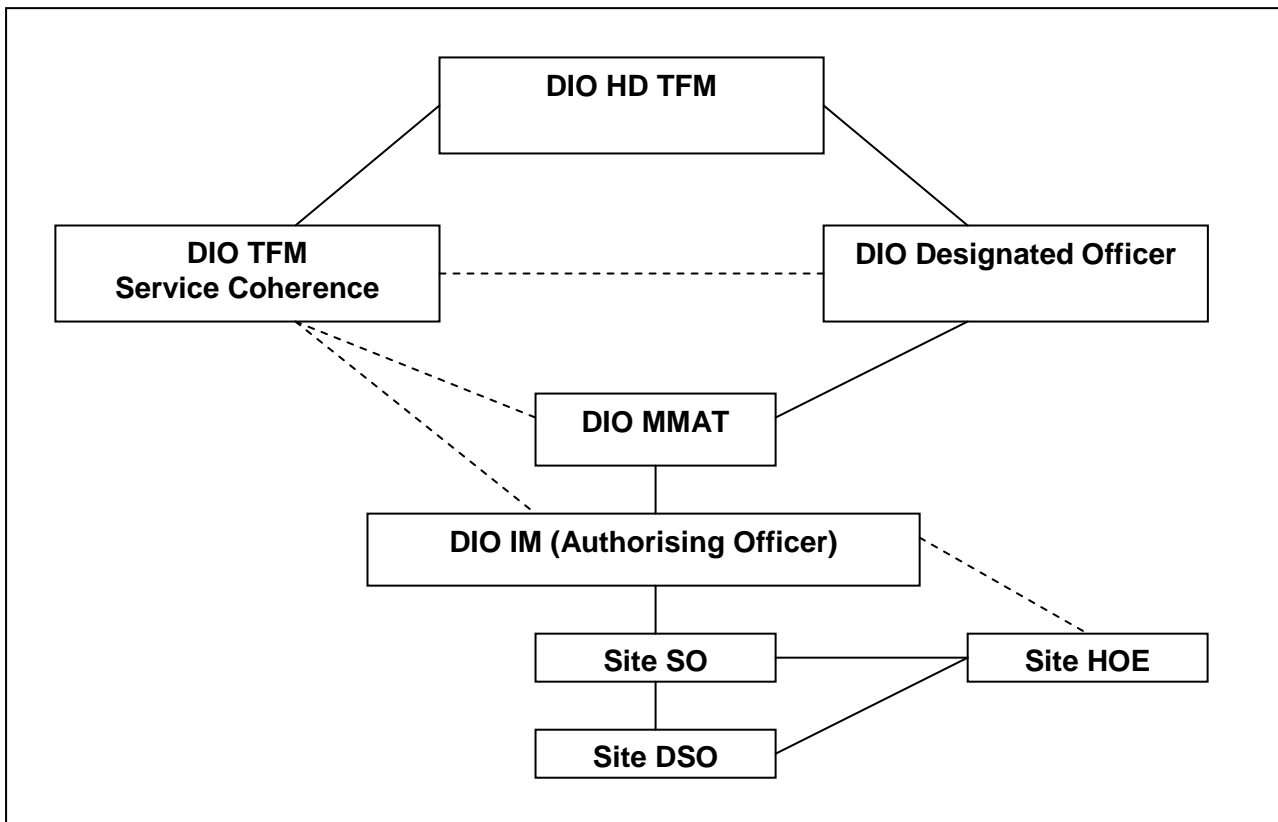 DIO HD TFM
DIO TFM
Service Coherence
DIO Designated Officer
DIO MMAT
DIO IM (Authorising Officer)
Site SO
Site HOE
Site DSO